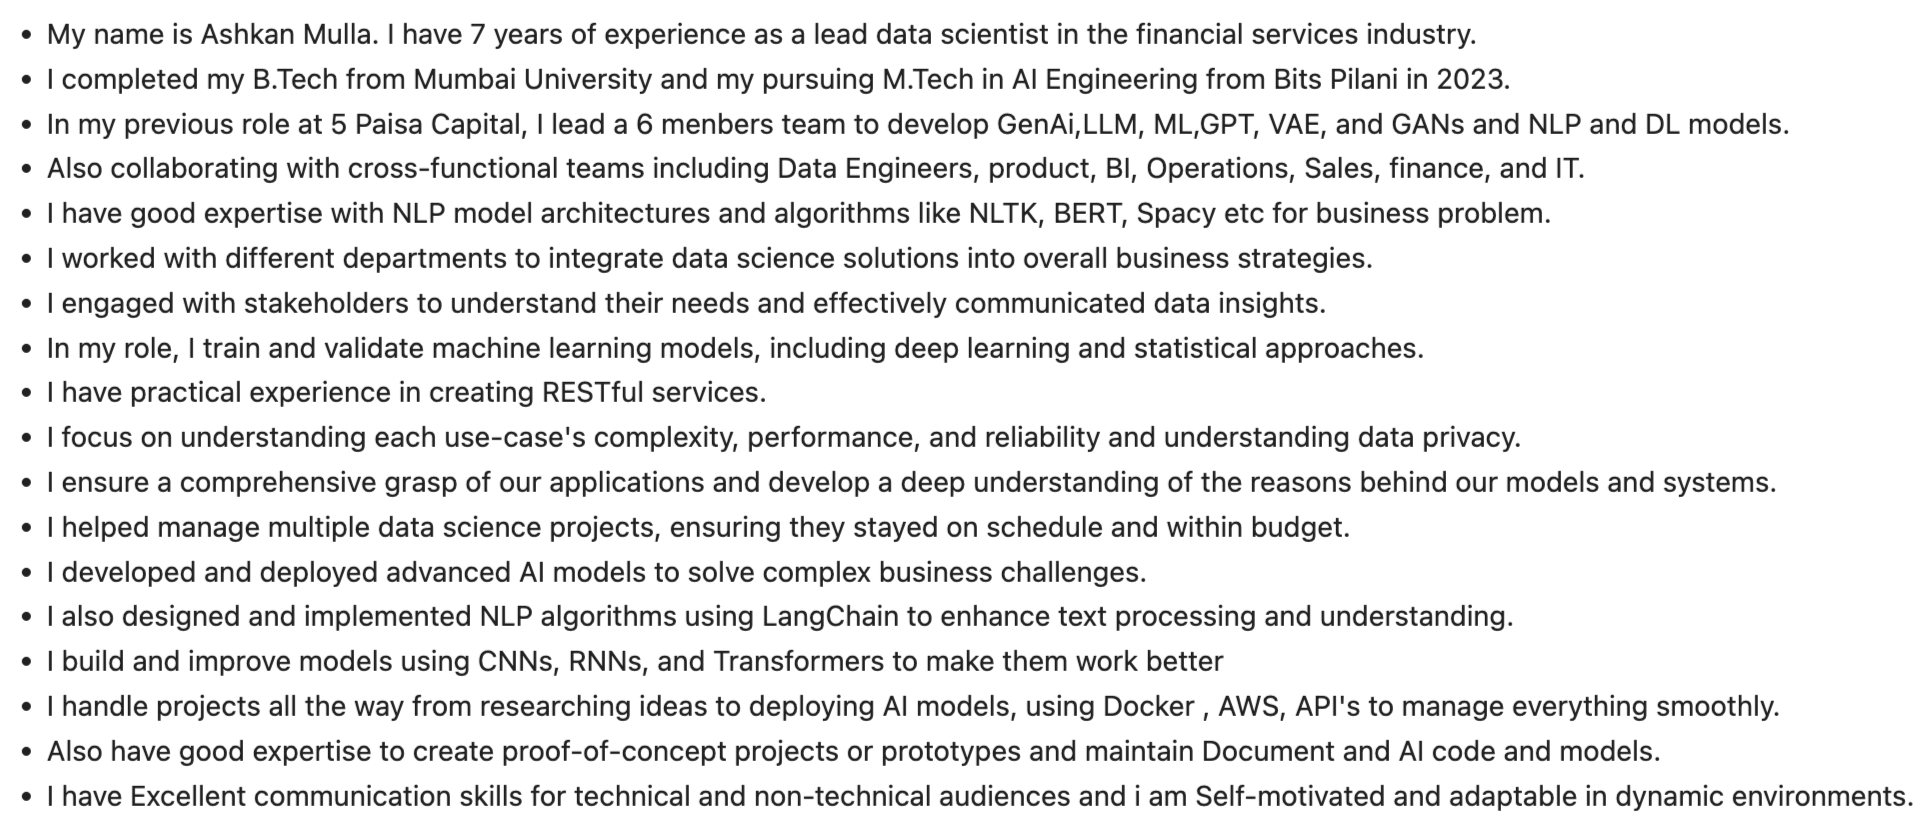 • My name is Ashkan Mulla. I have 7 years of experience as a lead data scientist in the financial services industry.
• I completed my B.Tech from Mumbai University and my pursuing M.Tech in AI Engineering from Bits Pilani in 2023.
• In my previous role at 5 Paisa Capital, I lead a 6 menbers team to develop GenAi,LLM, ML,GPT, VAE, and GANs and NLP and DL models.
• Also collaborating with cross-functional teams including Data Engineers, product, BI, Operations, Sales, finance, and IT.
• I have good expertise with NLP model architectures and algorithms like NLTK, BERT, Spacy etc for business problem.
• I worked with different departments to integrate data science solutions into overall business strategies.
• I engaged with stakeholders to understand their needs and effectively communicated data insights.
• In my role, I train and validate machine learning models, including deep learning and statistical approaches.
• I have practical experience in creating RESTful services.
• I focus on understanding each use-case's complexity, performance, and reliability and understanding data privacy.
• I ensure a comprehensive grasp of our applications and develop a deep understanding of the reasons behind our models and systems.
• I helped manage multiple data science projects, ensuring they stayed on schedule and within budget.
• I developed and deployed advanced AI models to solve complex business challenges.
• I also designed and implemented NLP algorithms using LangChain to enhance text processing and understanding.
• I build and improve models using CNNs, RNNs, and Transformers to make them work better
• I handle projects all the way from researching ideas to deploying AI models, using Docker , AWS, API's to manage everything smoothly.
• Also have good expertise to create proof-of-concept projects or prototypes and maintain Document and AI code and models.
• I have Excellent communication skills for technical and non-technical audiences and i am Self-motivated and adaptable in dynamic environments.